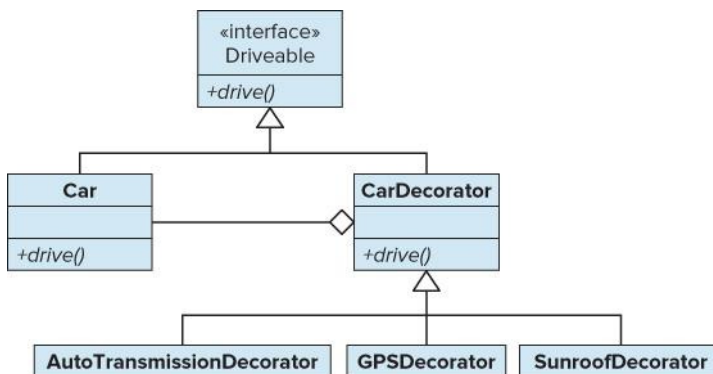 «interface»
Driveable
+drive()
Car
CarDecorator
+drive()
+drive()
AutoTransmissionDecorator
GPSDecorator
SunroofDecorator